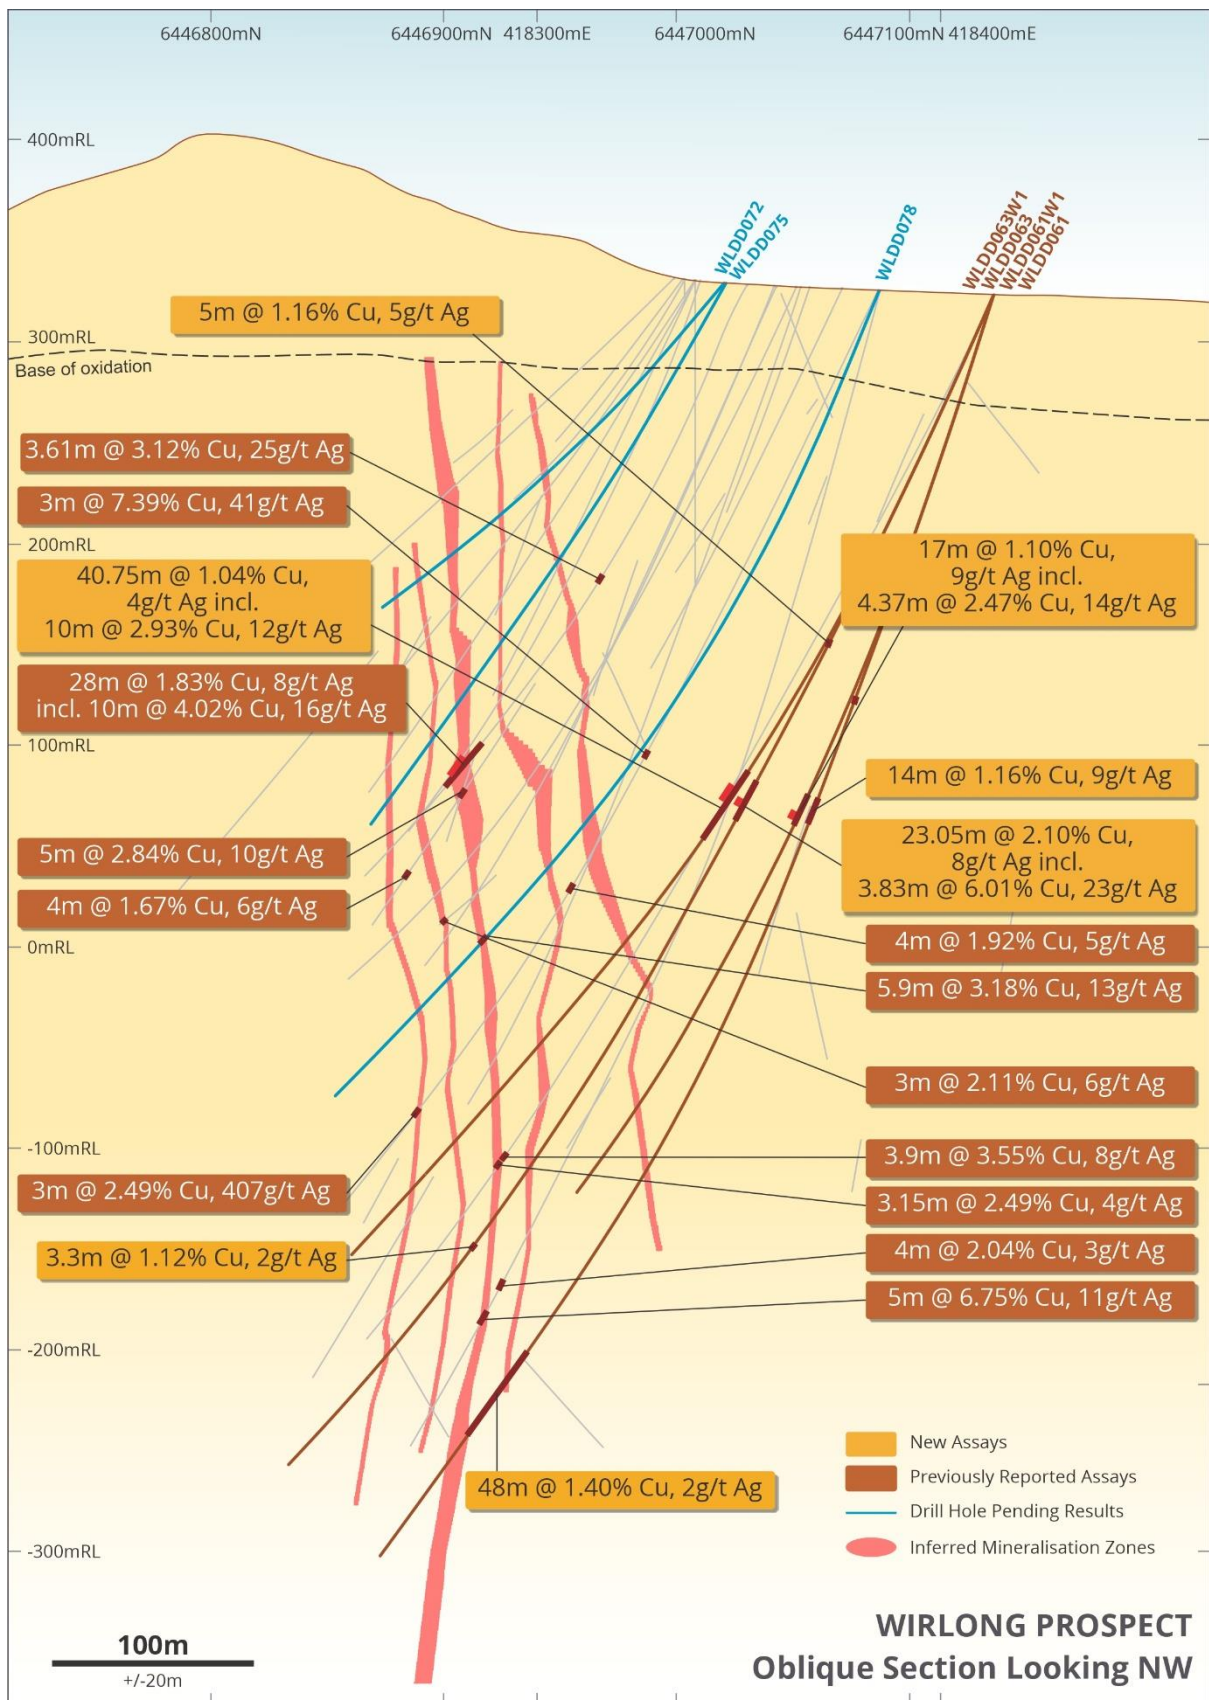 6446800mN
6446900mN
418300mE
6447000mN
6447100mN
418400mE
400mRL
WLDD072
WLDD075
WLDD078
WLDD063W1
WLDD063
WLDD061W1
WLDD061
5m @ 1.16% Cu, 5g/t Ag
300mRL
Base of oxidation
3.61m @ 3.12% Cu, 25g/t Ag
3m @ 7.39% Cu, 41g/t Ag
200mRL
40.75m @ 1.04% Cu,
4g/t Ag incl.
10m @ 2.93% Cu, 12g/t Ag
17m @ 1.10% Cu,
9g/t Ag incl.
4.37m @ 2.47% Cu, 14g/t Ag
28m @ 1.83% Cu, 8g/t Ag
incl. 10m @ 4.02% Cu, 16g/t Ag
100mRL
14m @ 1.16% Cu, 9g/t Ag
23.05m @ 2.10% Cu,
8g/t Ag incl.
3.83m @ 6.01% Cu, 23g/t Ag
5m @ 2.84% Cu, 10g/t Ag
4m @ 1.67% Cu, 6g/t Ag
0mRL
4m @ 1.92% Cu, 5g/t Ag
5.9m @ 3.18% Cu, 13g/t Ag
3m @ 2.11% Cu, 6g/t Ag
-100mRL
3.9m @ 3.55% Cu, 8g/t Ag
3m @ 2.49% Cu, 407g/t Ag
3.15m @ 2.49% Cu, 4g/t Ag
3.3m @ 1.12% Cu, 2g/t Ag
4m @ 2.04% Cu, 3g/t Ag
5m @ 6.75% Cu, 11g/t Ag
-200mRL
48m @ 1.40% Cu, 2g/t Ag
New Assays
Previously Reported Assays
Drill Hole Pending Results
Inferred Mineralisation Zones
-300mRL
100m
+/-20m
WIRLONG PROSPECT
Oblique Section Looking NW